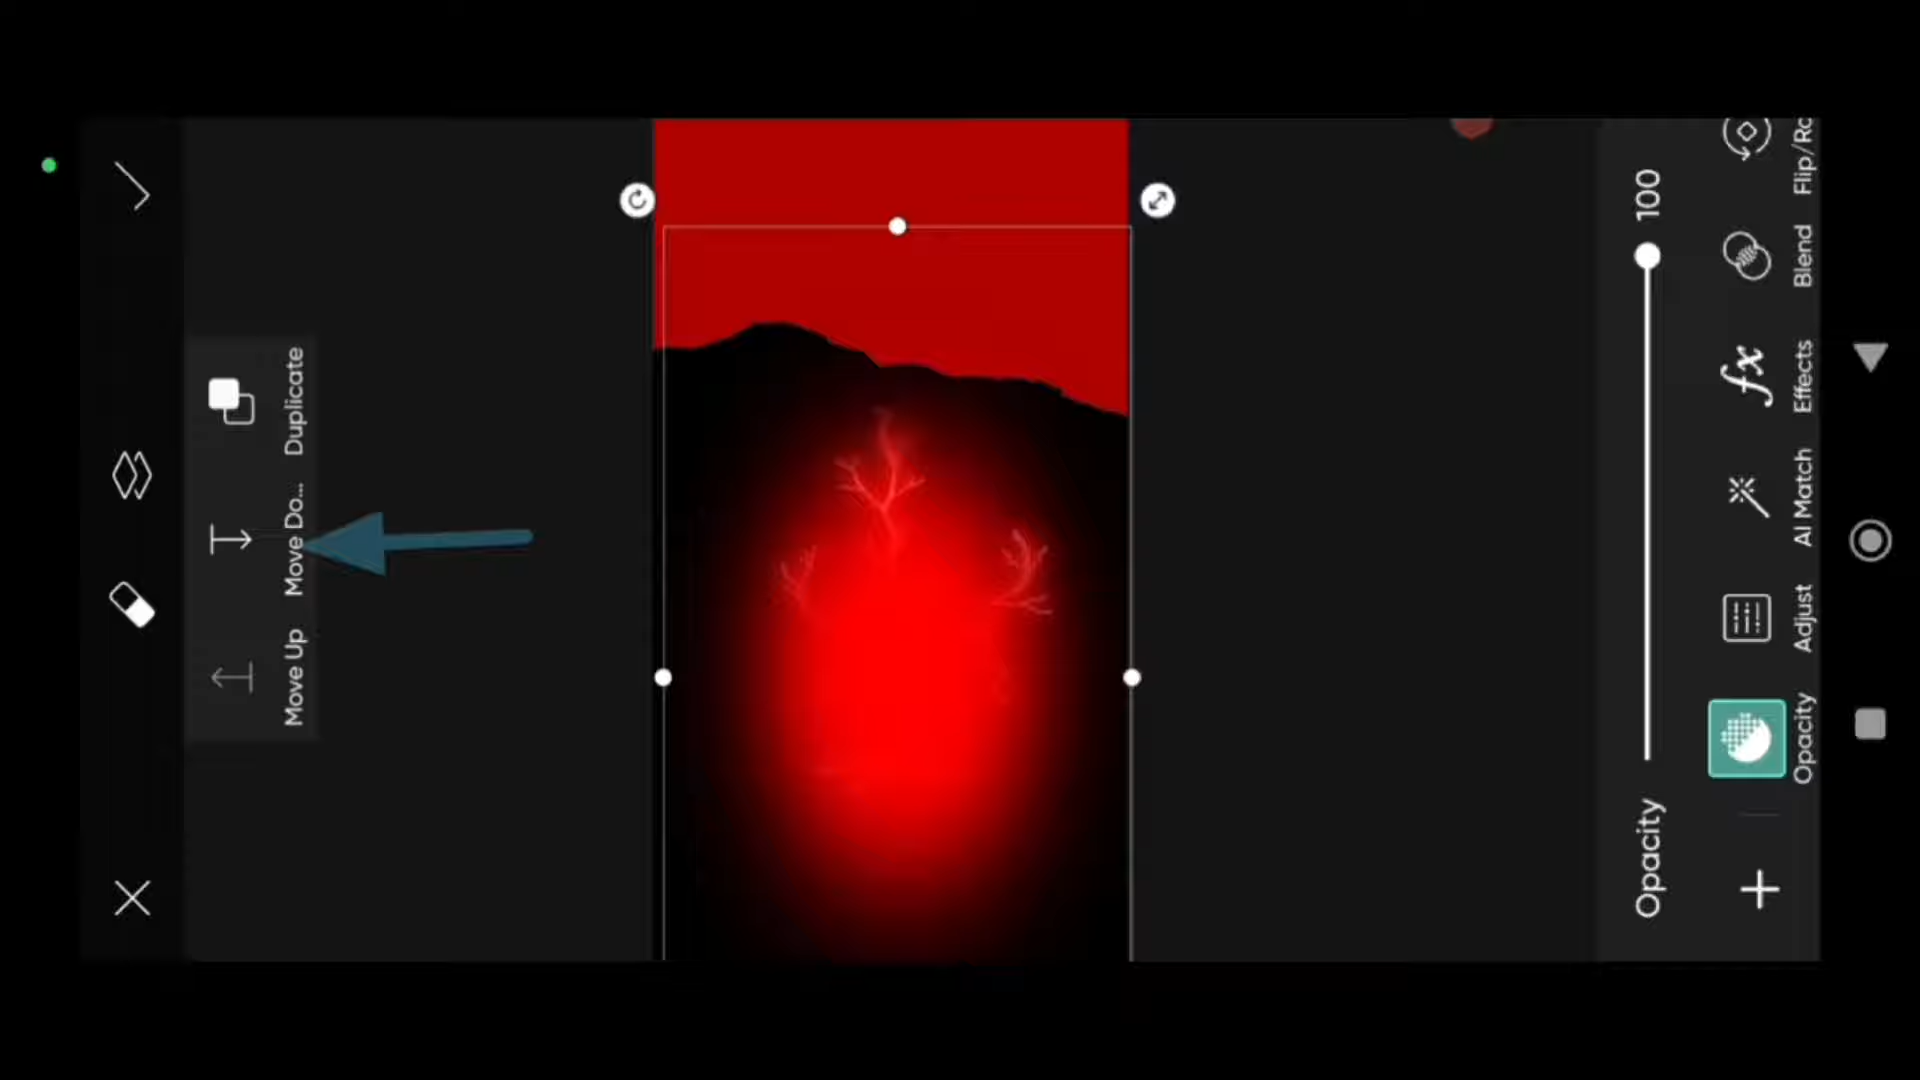 Move Up
Move Do...
Duplicate
Opacity
100
Opacity
Adjust
AI Match
Effects
Blend
Flip/Ro